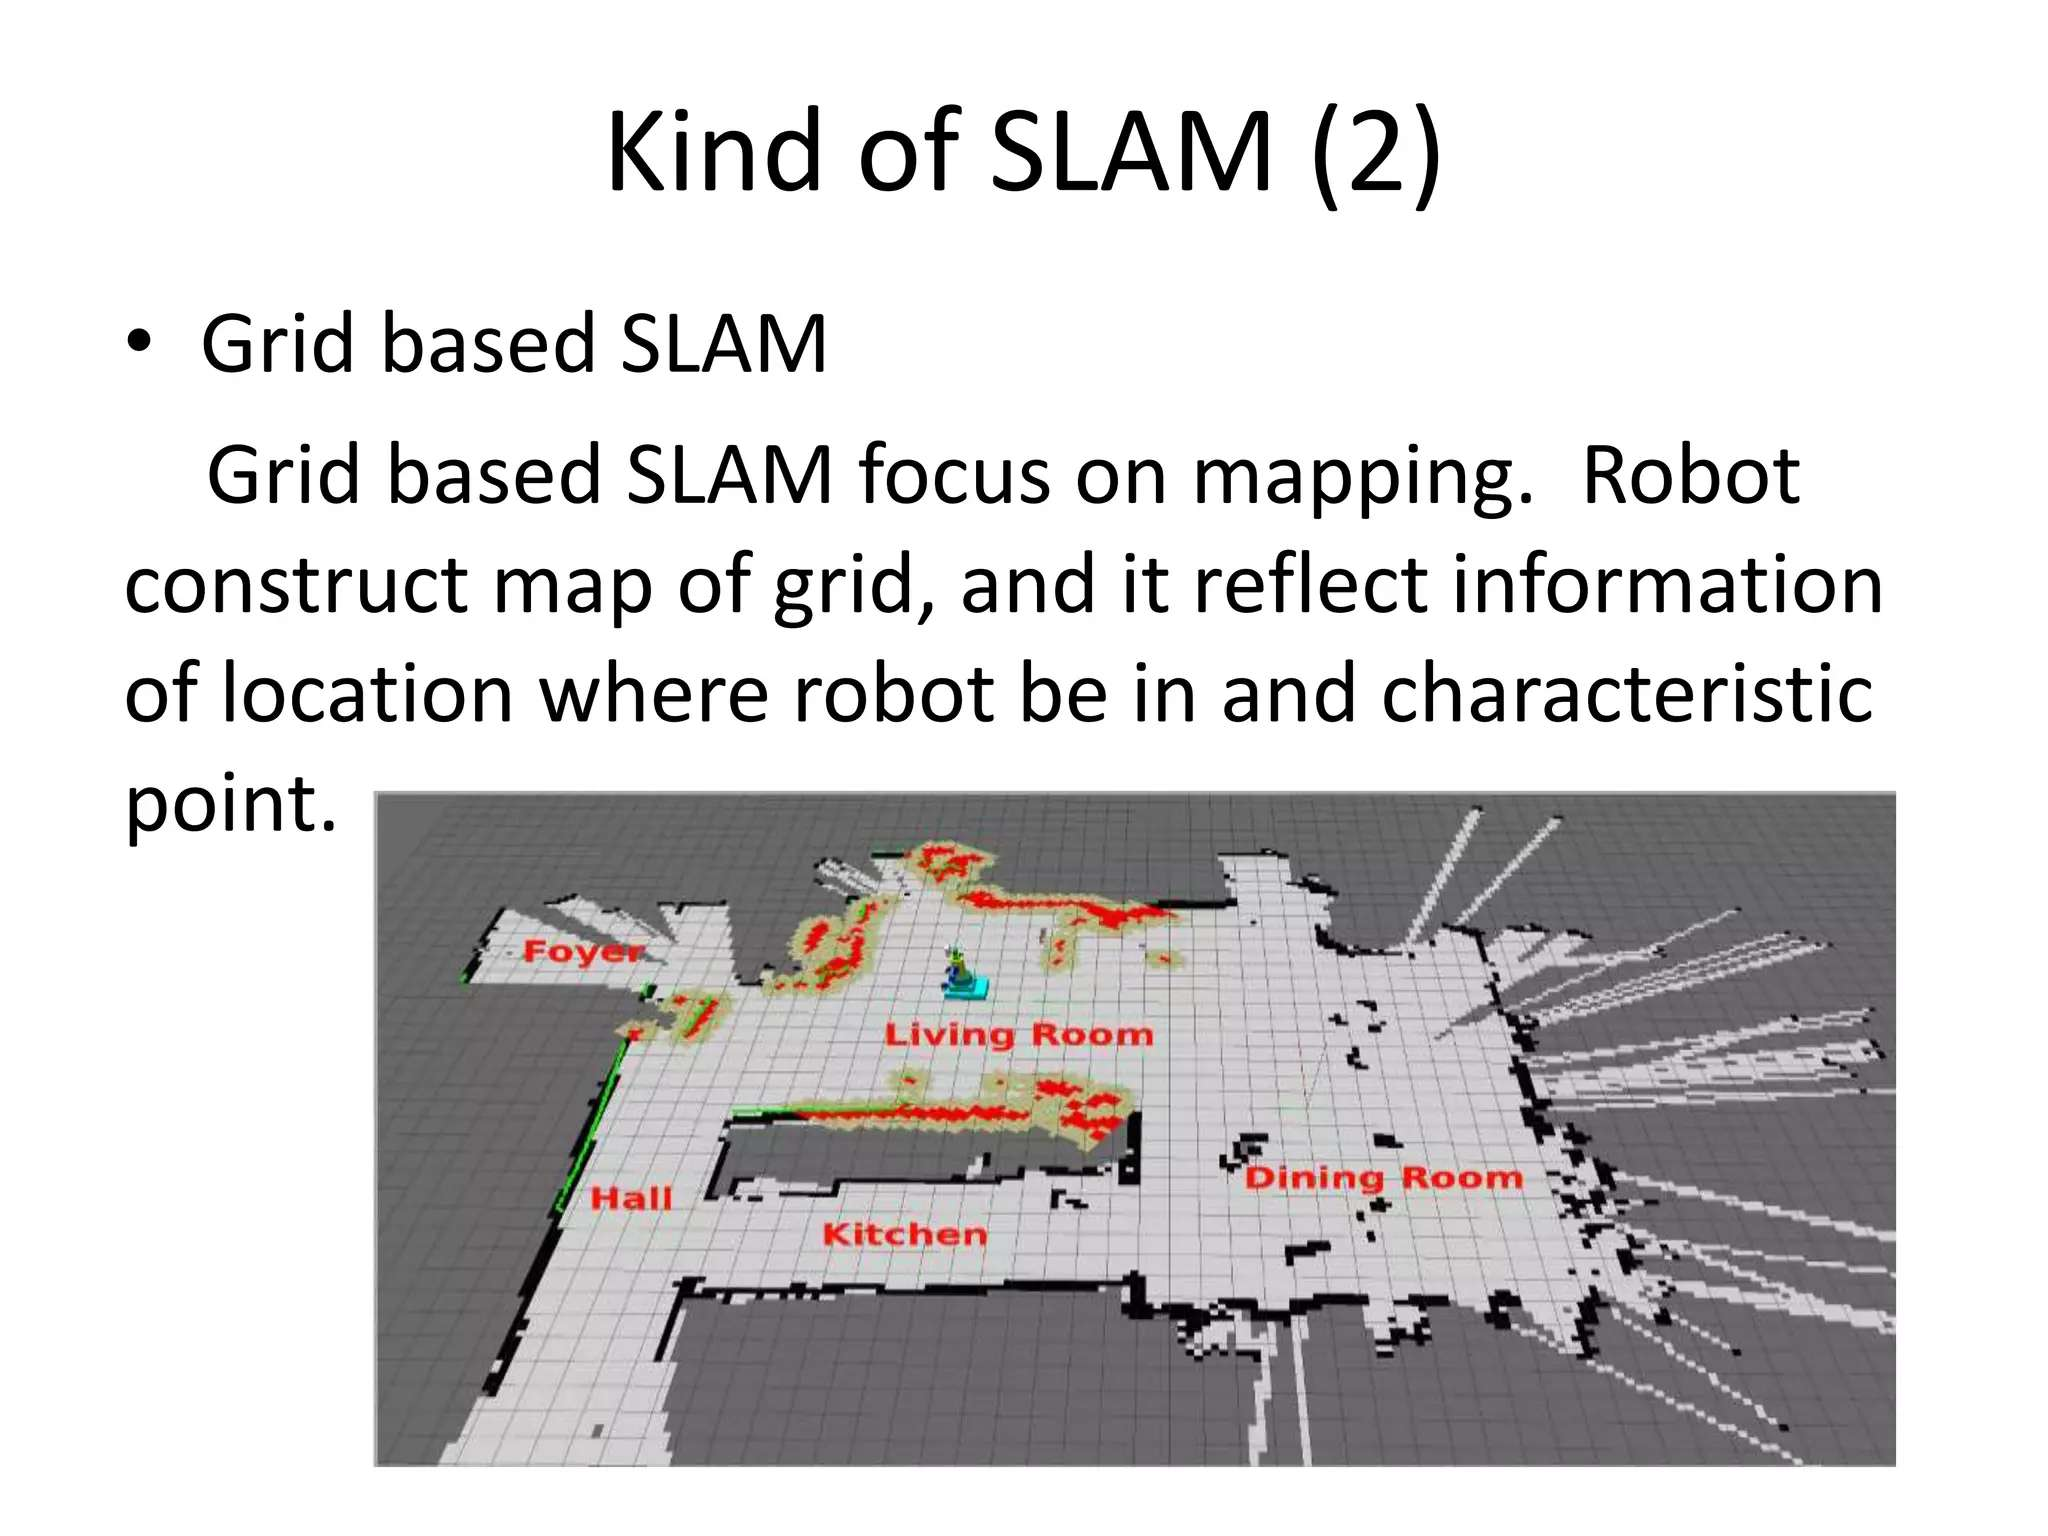 Kind of SLAM (2)
• Grid based SLAM
Grid based SLAM focus on mapping. Robot
construct map of grid, and it reflect information
of location where robot be in and characteristic
point.
Foyer
Living Room
Dining Room
Hall
Kitchen